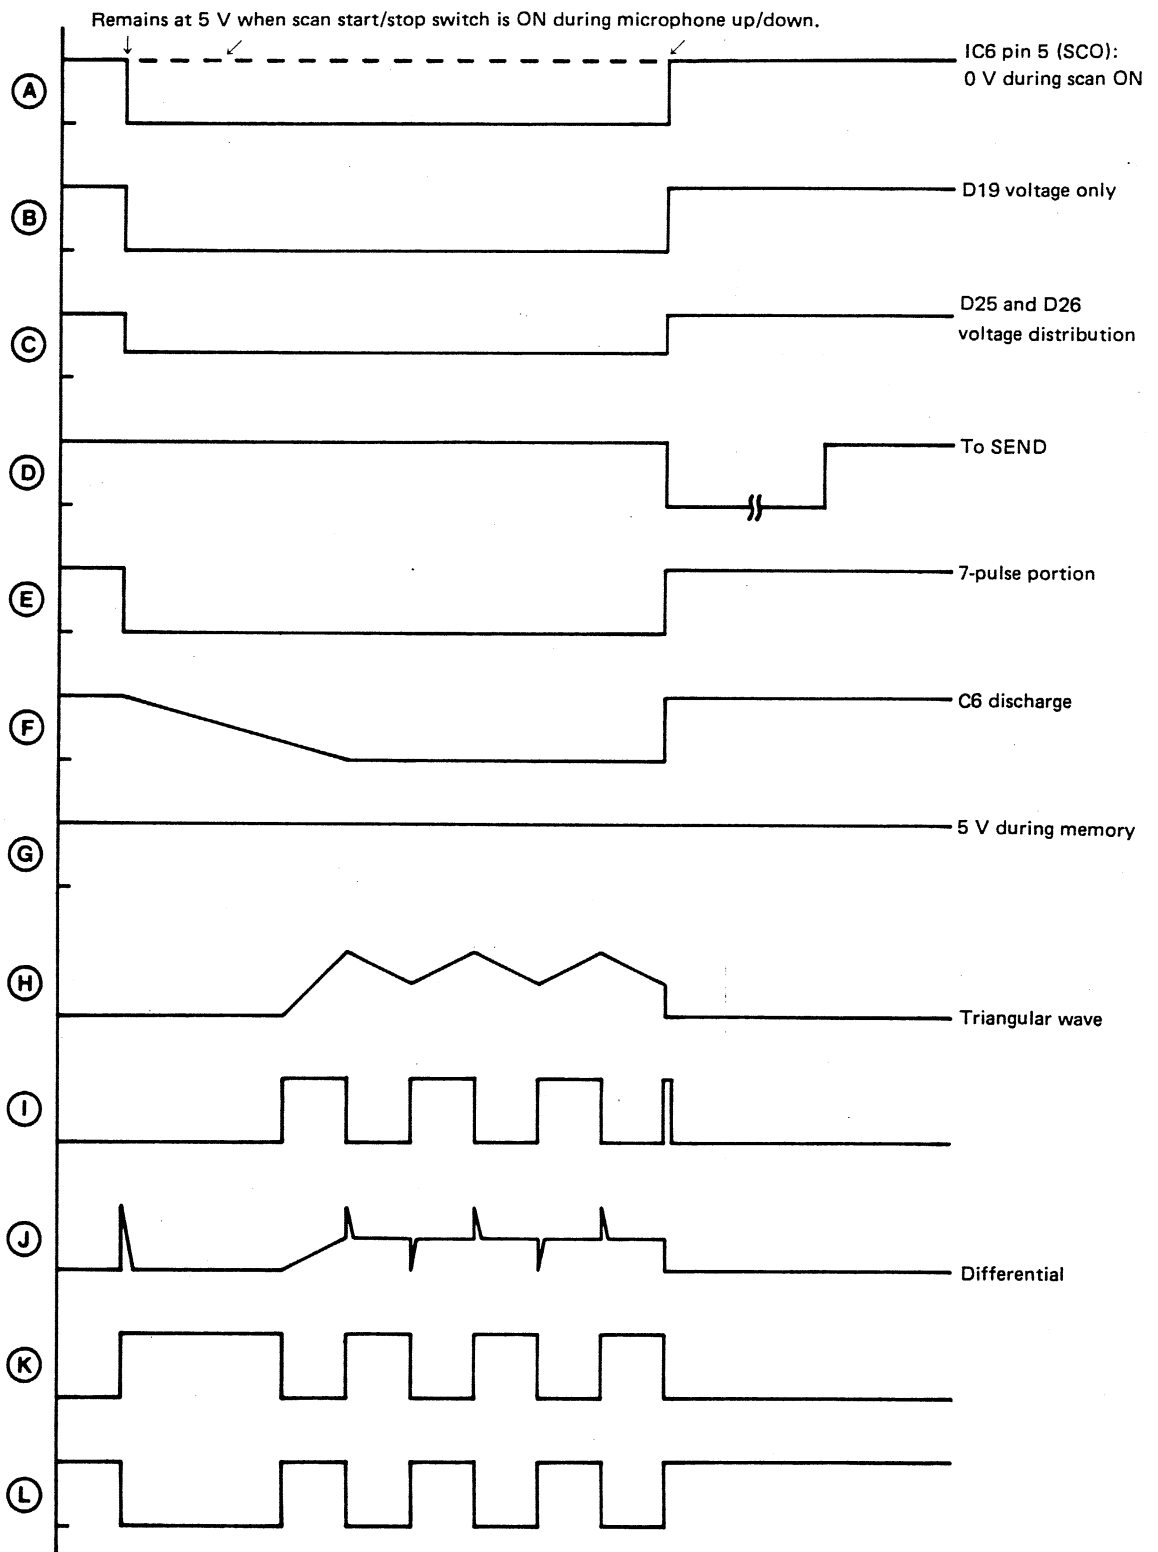 Remains at 5 V when scan start/stop switch is ON during microphone up/down.
A
IC6 pin 5 (SCO):
0 V during scan ON
B
D19 voltage only
C
D25 and D26
voltage distribution
D
To SEND
E
7-pulse portion
F
C6 discharge
G
5 V during memory
H
Triangular wave
I
J
Differential
K
L